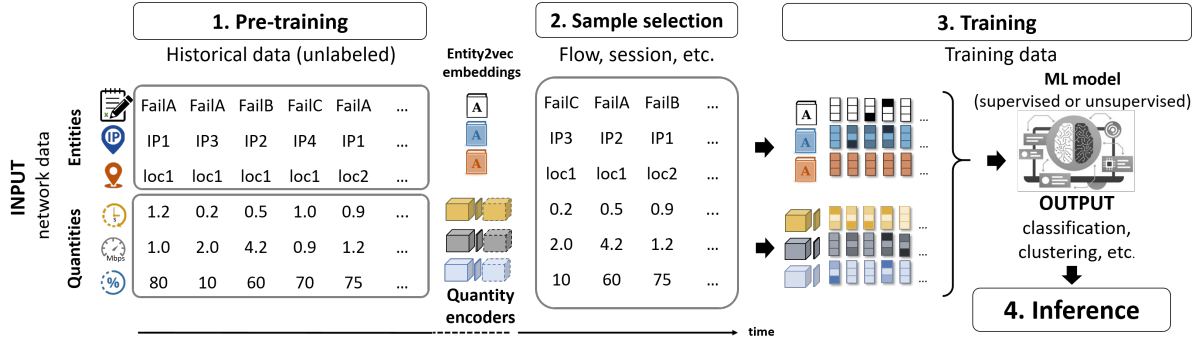 1. Pre-training
2. Sample selection
3. Training
Historical data (unlabeled)
Entity2vec
embeddings
Flow, session, etc.
Training data
INPUT
network data
Entities
Quantities
FailA FailA FailB FailC FailA ...
IP
IP1 IP3 IP2 IP4 IP1 ...
loc1 loc1 loc1 loc1 loc2 ...
1.2 0.2 0.5 1.0 0.9 ...
Mbps
1.0 2.0 4.2 0.9 1.2 ...
%
80 10 60 70 75 ...
A
A
A
Quantity
encoders
FailC FailA FailB ...
IP3 IP2 IP1 ...
loc1 loc1 loc2 ...
0.2 0.5 0.9 ...
2.0 4.2 1.2 ...
10 60 75 ...
time
A ...
A ...
A ...
...
...
...
ML model
(supervised or unsupervised)
OUTPUT
classification,
clustering, etc.
4. Inference